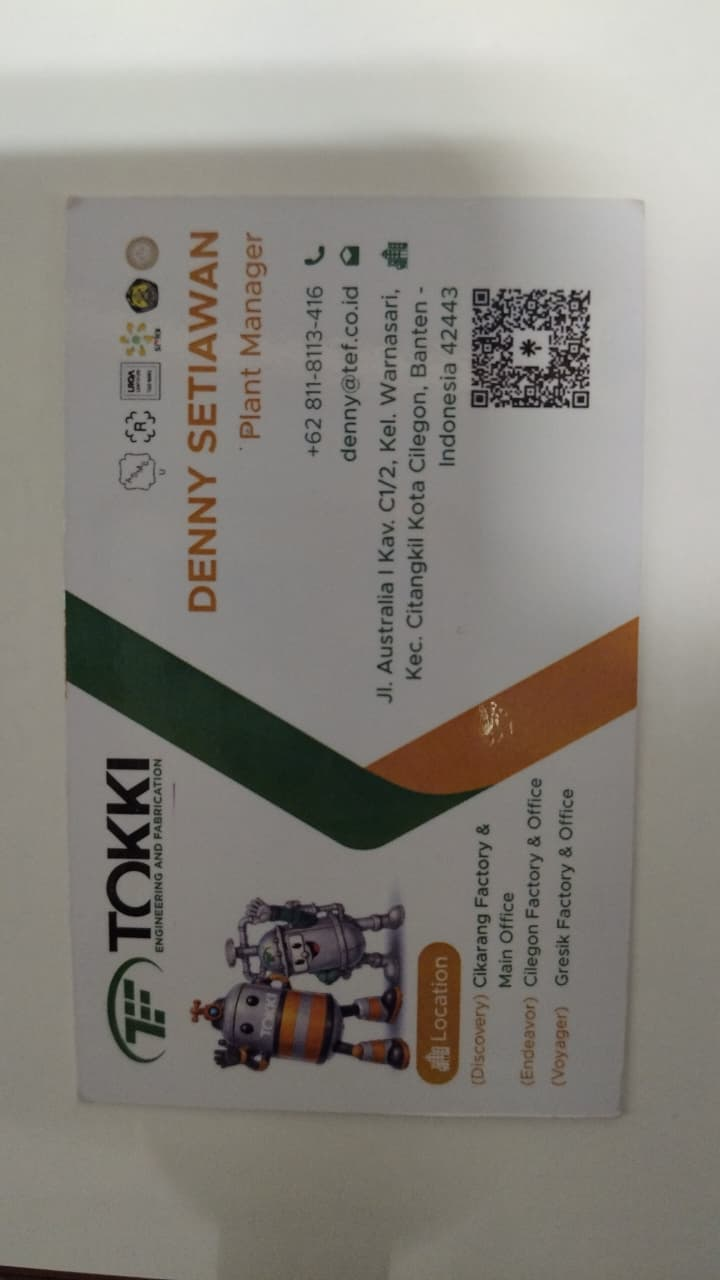 TOKKI
ENGINEERING AND FABRICATION
TOKKI
Location
(Discovery) Cikarang Factory &
Main Office
(Endeavor) Cilegon Factory & Office
(Voyager) Gresik Factory & Office
R
LRQA
DENNY SETIAWAN
Plant Manager
+62 811-8113-416
denny@tef.co.id
Jl. Australia I Kav. C1/2, Kel. Warnasari,
Kec. Citangkil Kota Cilegon, Banten -
Indonesia 42443